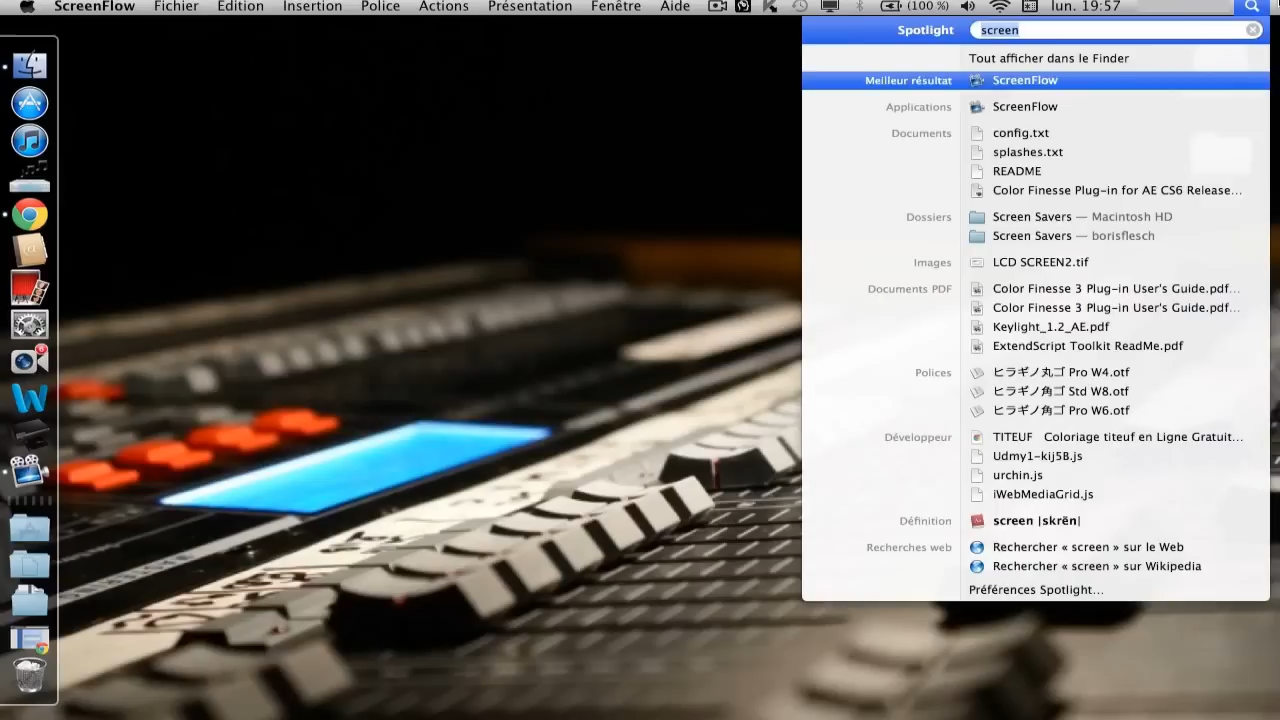 ScreenFlow Fichier Edition Insertion Police Actions Présentation Fenêtre Aide (100 %) lun. 19:57
Spotlight screen
Tout afficher dans le Finder
Meilleur résultat ScreenFlow
Applications ScreenFlow
Documents config.txt
splashes.txt
README
Color Finesse Plug-in for AE CS6 Release...
Dossiers Screen Savers — Macintosh HD
Screen Savers — borisflesch
Images LCD SCREEN2.tif
Documents PDF Color Finesse 3 Plug-in User's Guide.pdf...
Color Finesse 3 Plug-in User's Guide.pdf...
Keylight_1.2_AE.pdf
ExtendScript Toolkit ReadMe.pdf
Polices ヒラギノ丸ゴ Pro W4.otf
ヒラギノ角ゴ Std W8.otf
ヒラギノ角ゴ Pro W6.otf
Développeur TITEUF Coloriage titeuf en Ligne Gratuit...
Udmy1-kij5B.js
urchin.js
iWebMediaGrid.js
Définition screen |skrēn|
Recherches web Rechercher « screen » sur le Web
Rechercher « screen » sur Wikipedia
Préférences Spotlight...